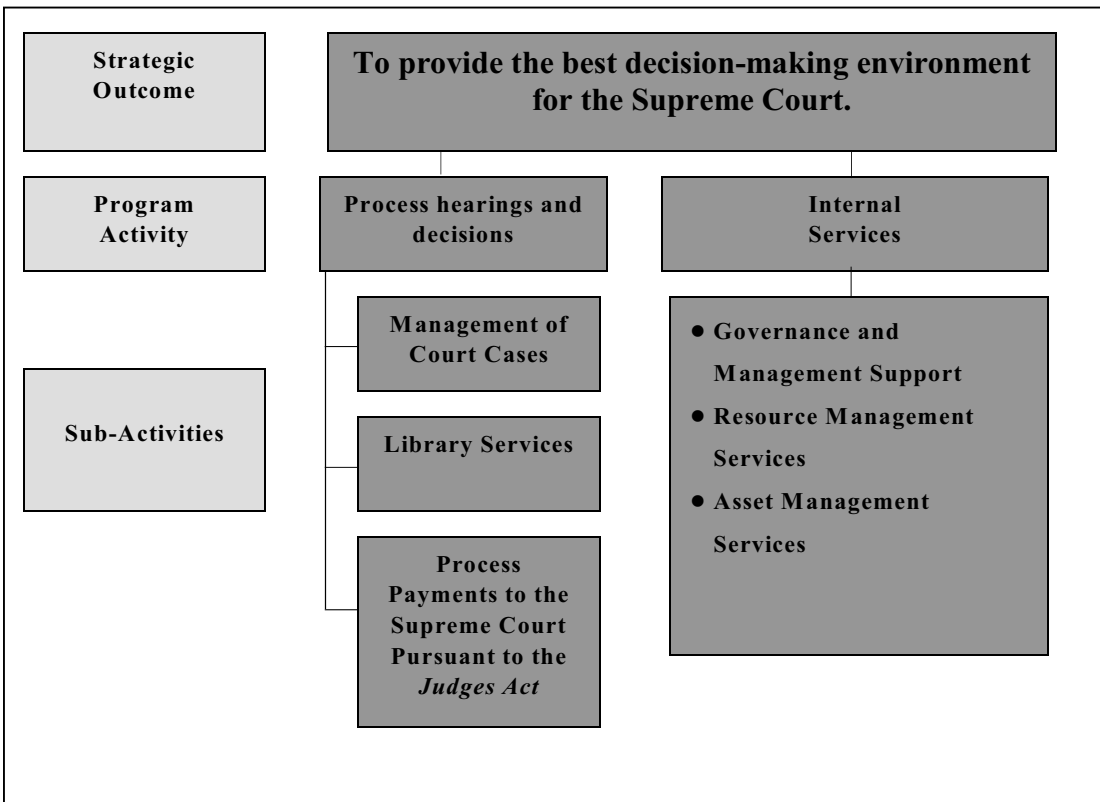 Strategic
Outcome
To provide the best decision-making environment
for the Supreme Court.
Program
Activity
Process hearings and
decisions
Internal
Services
Sub-Activities
Management of
Court Cases
Library Services
Process
Payments to the
Supreme Court
Pursuant to the
Judges Act
● Governance and
Management Support
● Resource Management
Services
● Asset Management
Services